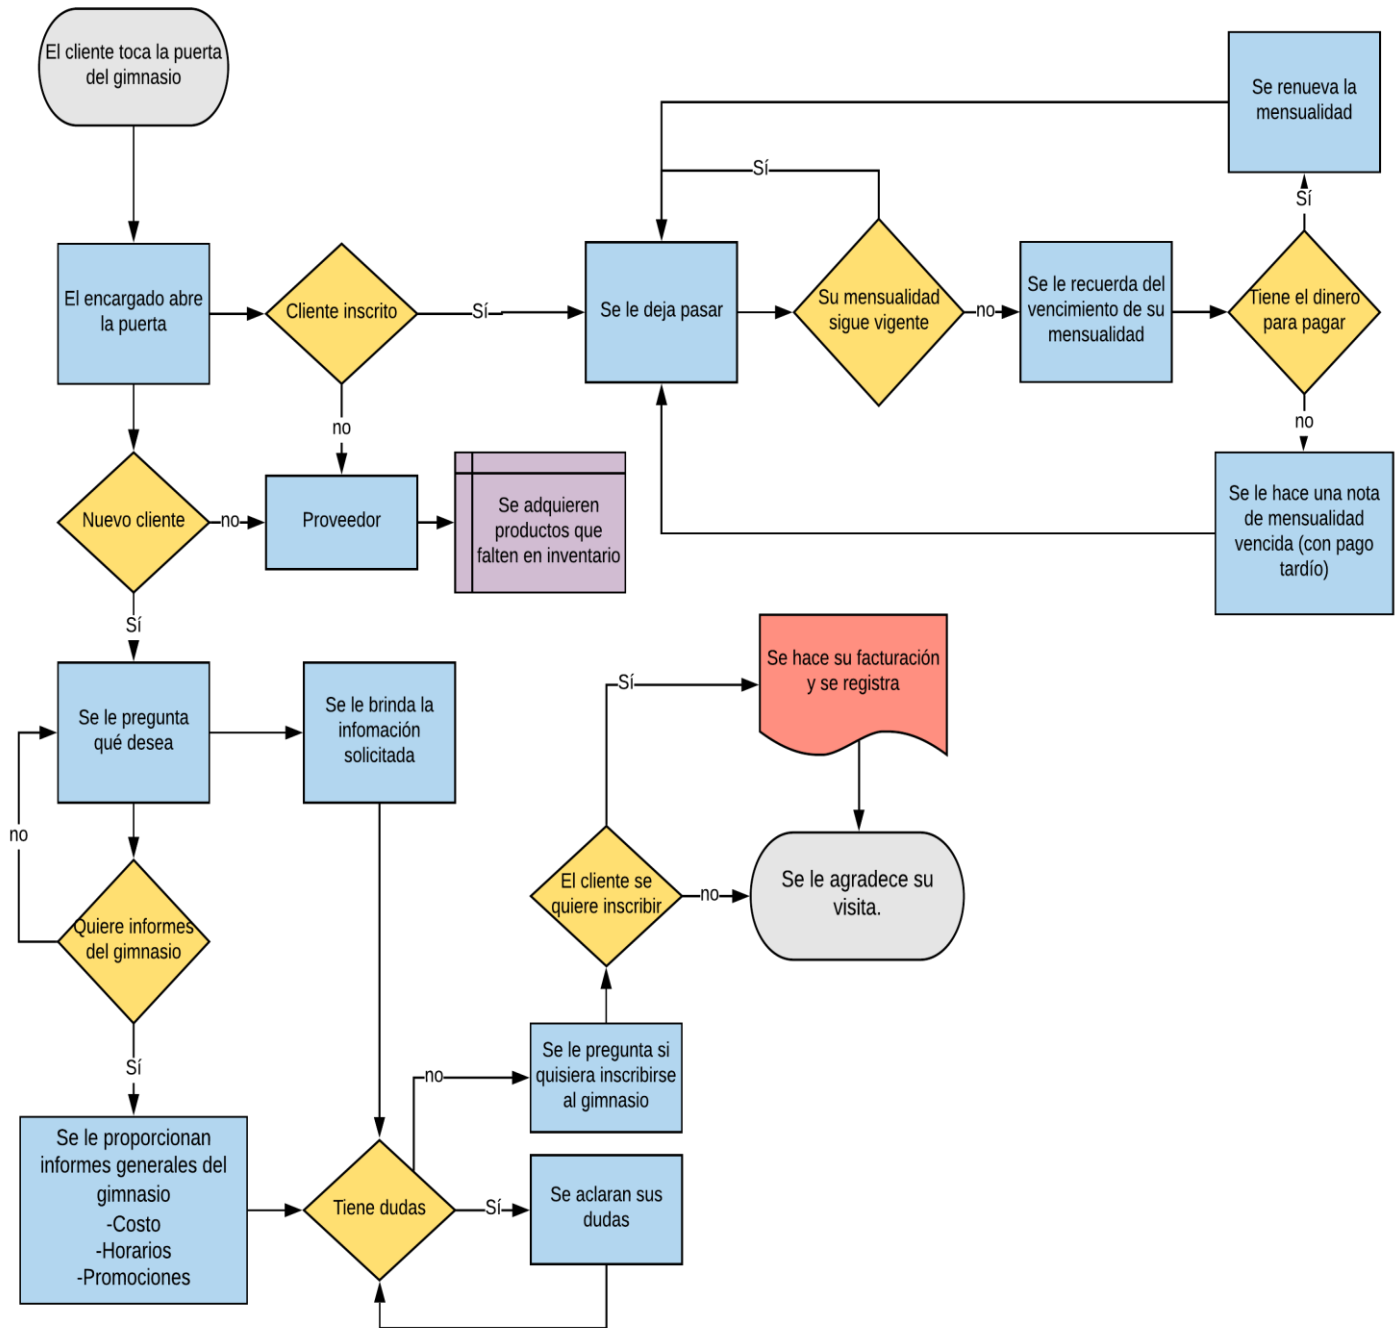 El cliente toca la puerta
del gimnasio
Se renueva la
mensualidad
Sí
Sí
El encargado abre
la puerta
Cliente inscrito
Sí
Se le deja pasar
Su mensualidad
sigue vigente
no
Se le recuerda del
vencimiento de su
mensualidad
Tiene el dinero
para pagar
no
no
Nuevo cliente
no
Proveedor
Se adquieren
productos que
falten en inventario
Se le hace una nota
de mensualidad
vencida (con pago
tardío)
Sí
Se le pregunta
qué desea
Se le brinda la
infomación
solicitada
Sí
Se hace su facturación
y se registra
no
Quiere informes
del gimnasio
El cliente se
quiere inscribir
no
Se le agradece su
visita.
Sí
no
Se le pregunta si
quisiera inscribirse
al gimnasio
Se le proporcionan
informes generales del
gimnasio
-Costo
-Horarios
-Promociones
Tiene dudas
Sí
Se aclaran sus
dudas